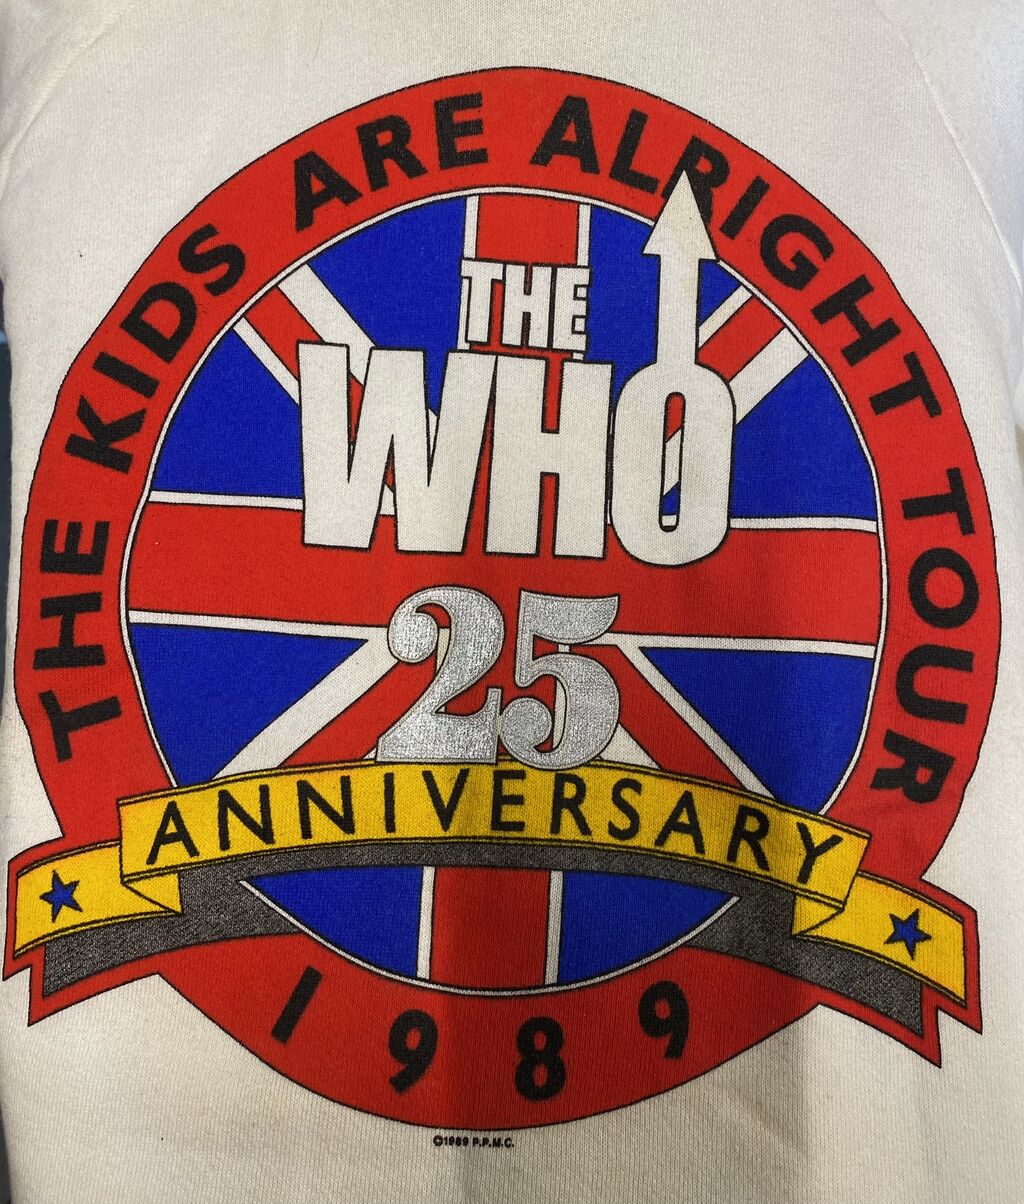 THE KIDS ARE ALRIGHT TOUR
THE
WHO
25
ANNIVERSARY
1989
©1989 P.P.M.C.